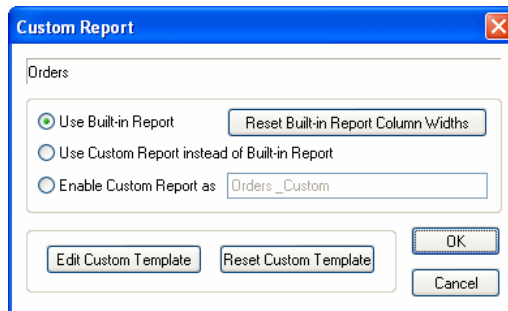 Custom Report
Orders
Use Built-in Report
Reset Built-in Report Column Widths
Use Custom Report instead of Built-in Report
Enable Custom Report as
Orders _Custom
OK
Edit Custom Template
Reset Custom Template
Cancel